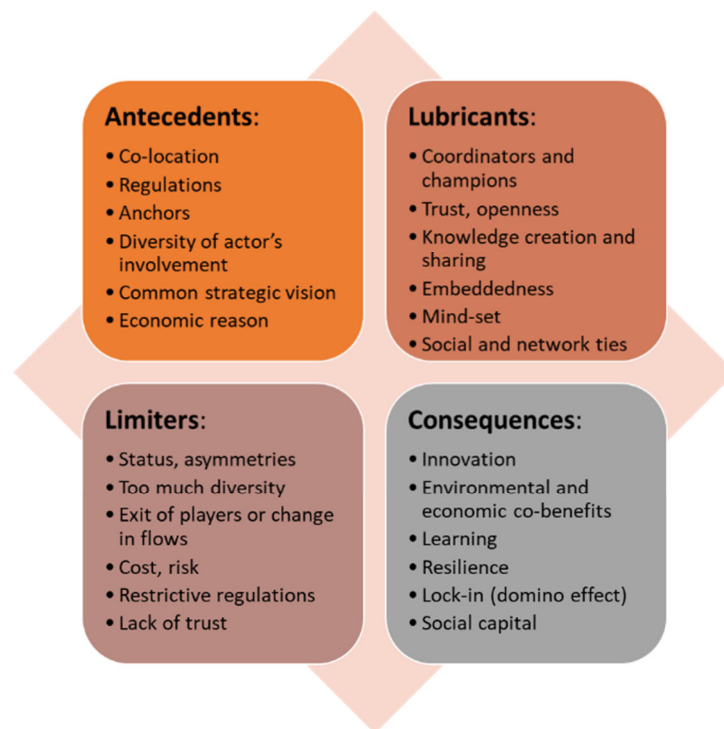 Antecedents:
• Co-location
• Regulations
• Anchors
• Diversity of actor's
involvement
• Common strategic vision
• Economic reason
Lubricants:
• Coordinators and
champions
• Trust, openness
• Knowledge creation and
sharing
• Embeddedness
• Mind-set
• Social and network ties
Limiters:
• Status, asymmetries
• Too much diversity
• Exit of players or change
in flows
• Cost, risk
• Restrictive regulations
• Lack of trust
Consequences:
• Innovation
• Environmental and
economic co-benefits
• Learning
• Resilience
• Lock-in (domino effect)
• Social capital